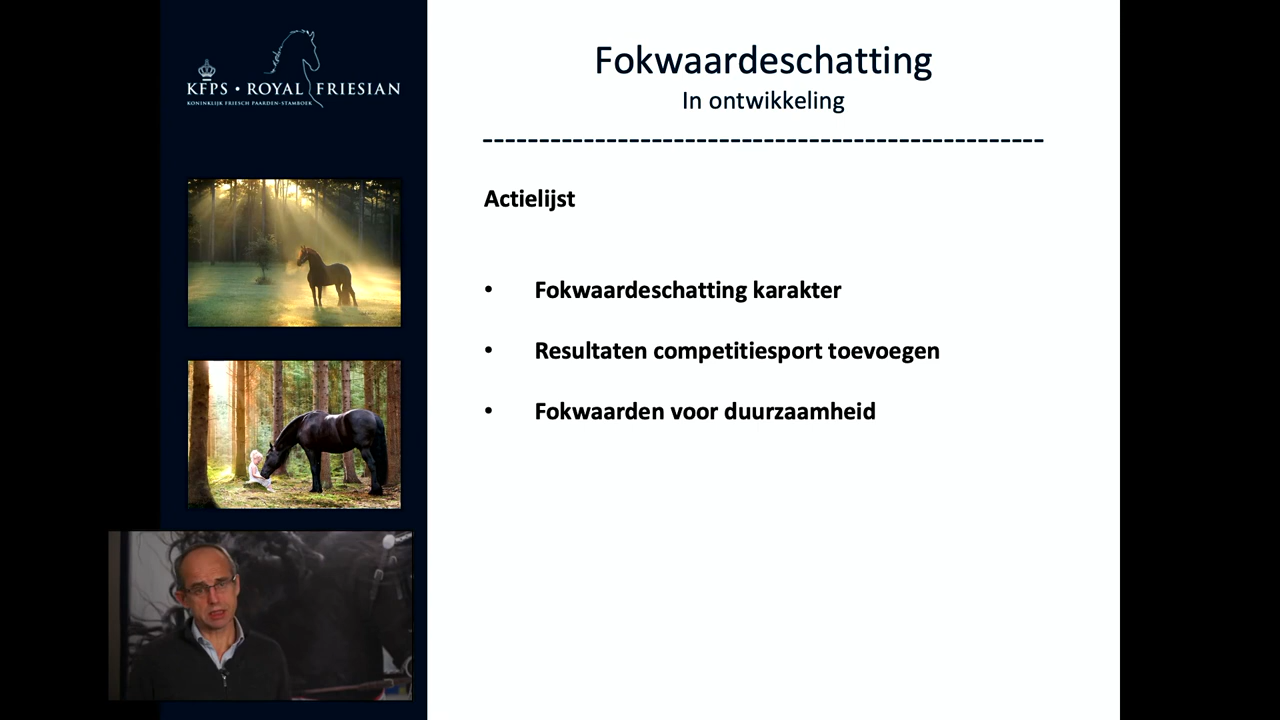 KFPS • ROYAL FRIESIAN
KONINKLIJK FRIESCH PAARDEN-STAMBOEK
Fokwaardeschatting
In ontwikkeling
-------------------------------------------------
Actielijst
• Fokwaardeschatting karakter
• Resultaten competitiesport toevoegen
• Fokwaarden voor duurzaamheid